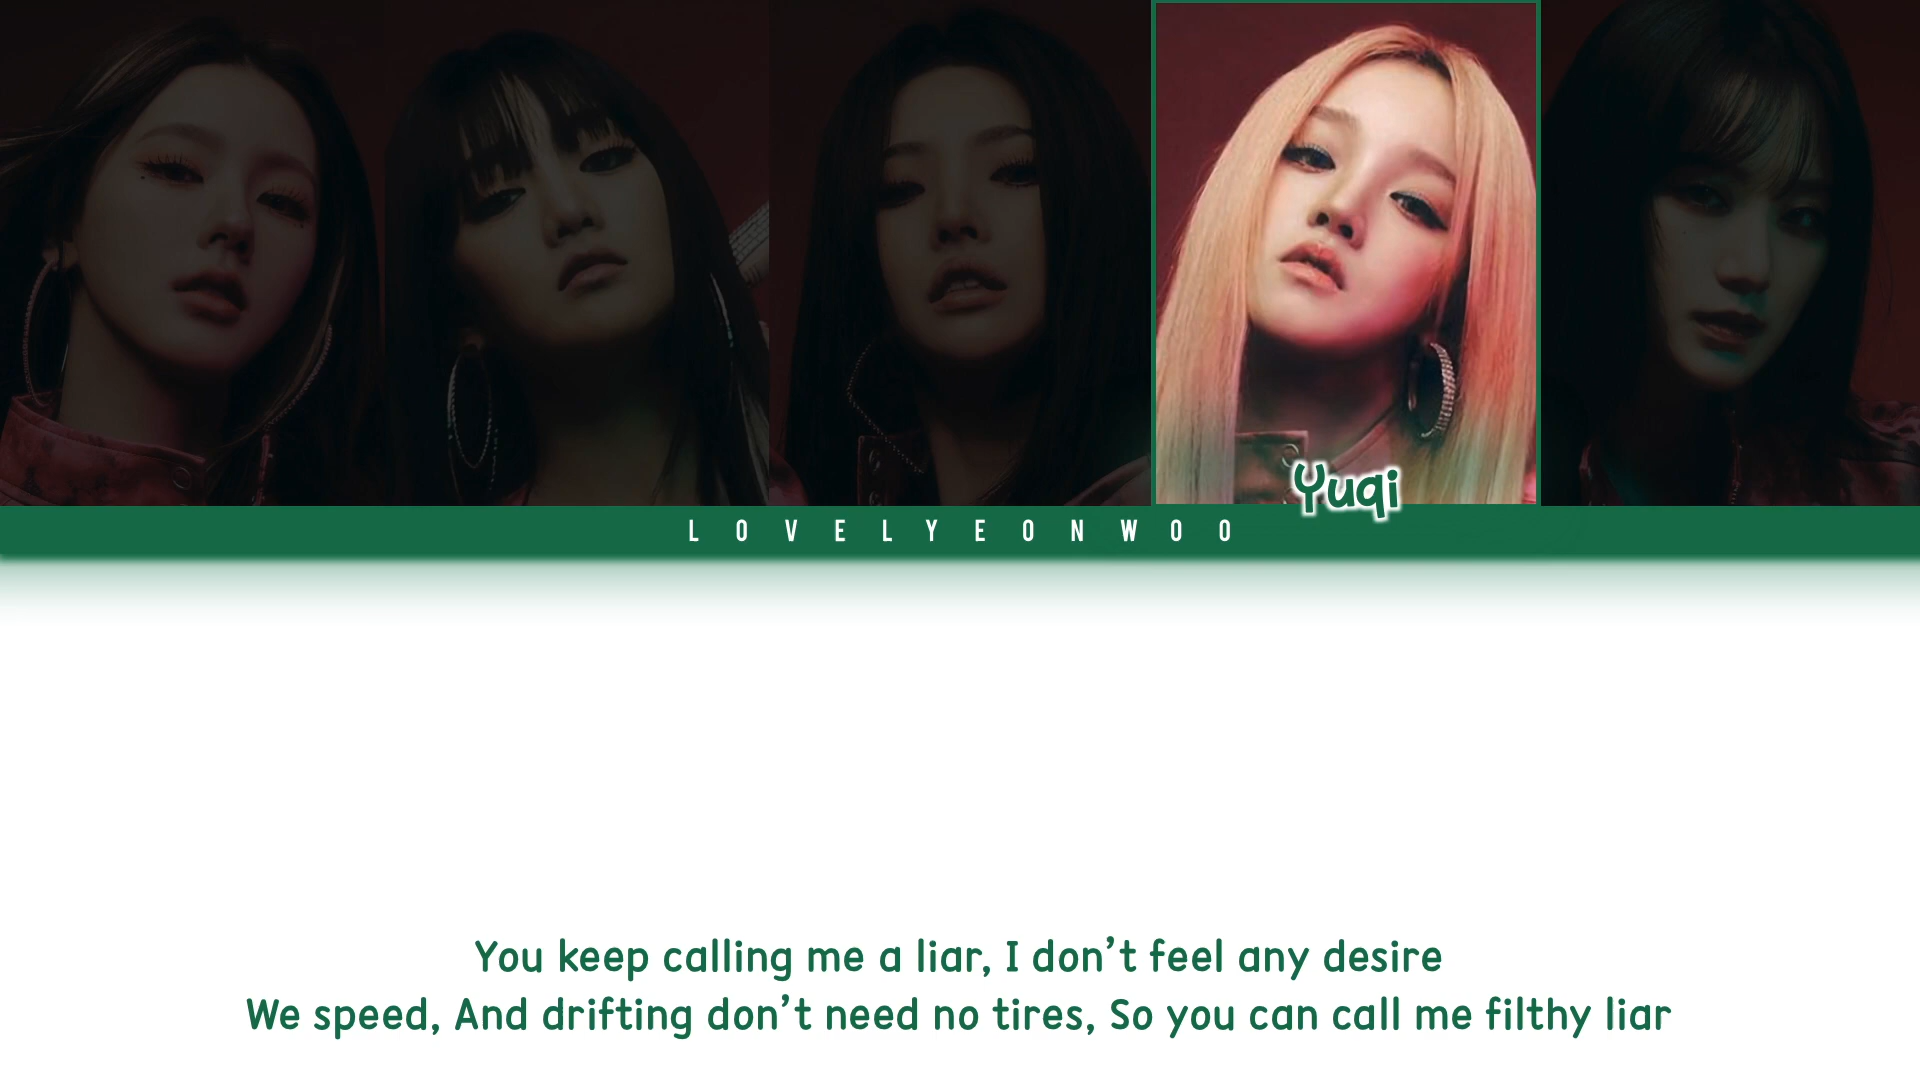 Yuqi
LOVELYEONWOO
You keep calling me a liar, I don't feel any desire
We speed, And drifting don't need no tires, So you can call me filthy liar